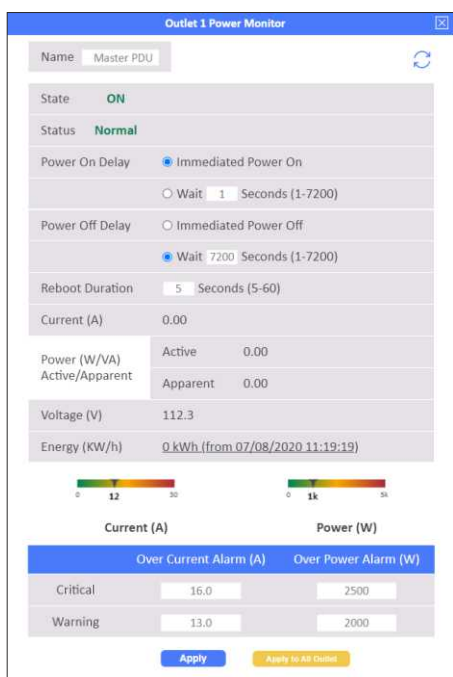 Outlet 1 Power Monitor
Name Master PDU
State ON
Status Normal
Power On Delay Immediated Power On
Wait 1 Seconds (1-7200)
Power Off Delay Immediated Power Off
Wait 7200 Seconds (1-7200)
Reboot Duration 5 Seconds (5-60)
Current (A) 0.00
Power (W/VA)
Active/Apparent
Active 0.00
Apparent 0.00
Voltage (V) 112.3
Energy (KW/h) 0 kWh (from 07/08/2020 11:19:19)
0 12 30 0 1k 5k
Current (A) Power (W)
Over Current Alarm (A) Over Power Alarm (W)
Critical 16.0 2500
Warning 13.0 2000
Apply Apply to All Outlet